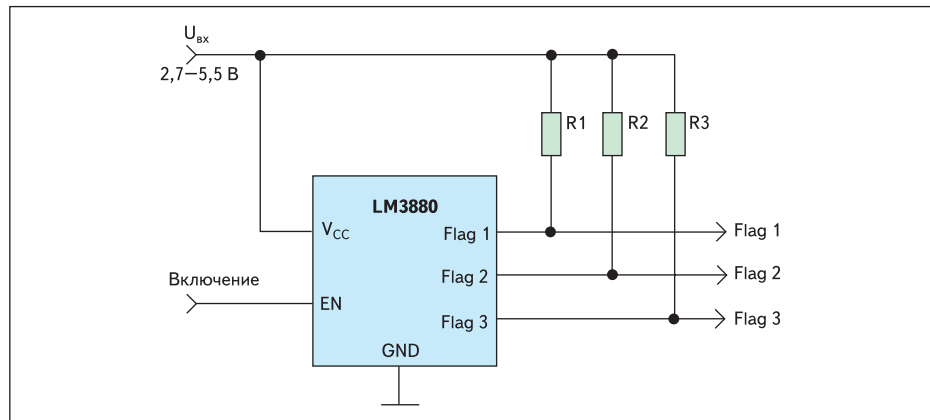 Uвх
2,7–5,5 В
R1
R2
R3
LM3880
VCC
Flag 1
Flag 1
Flag 2
Flag 2
Включение
EN
Flag 3
Flag 3
GND